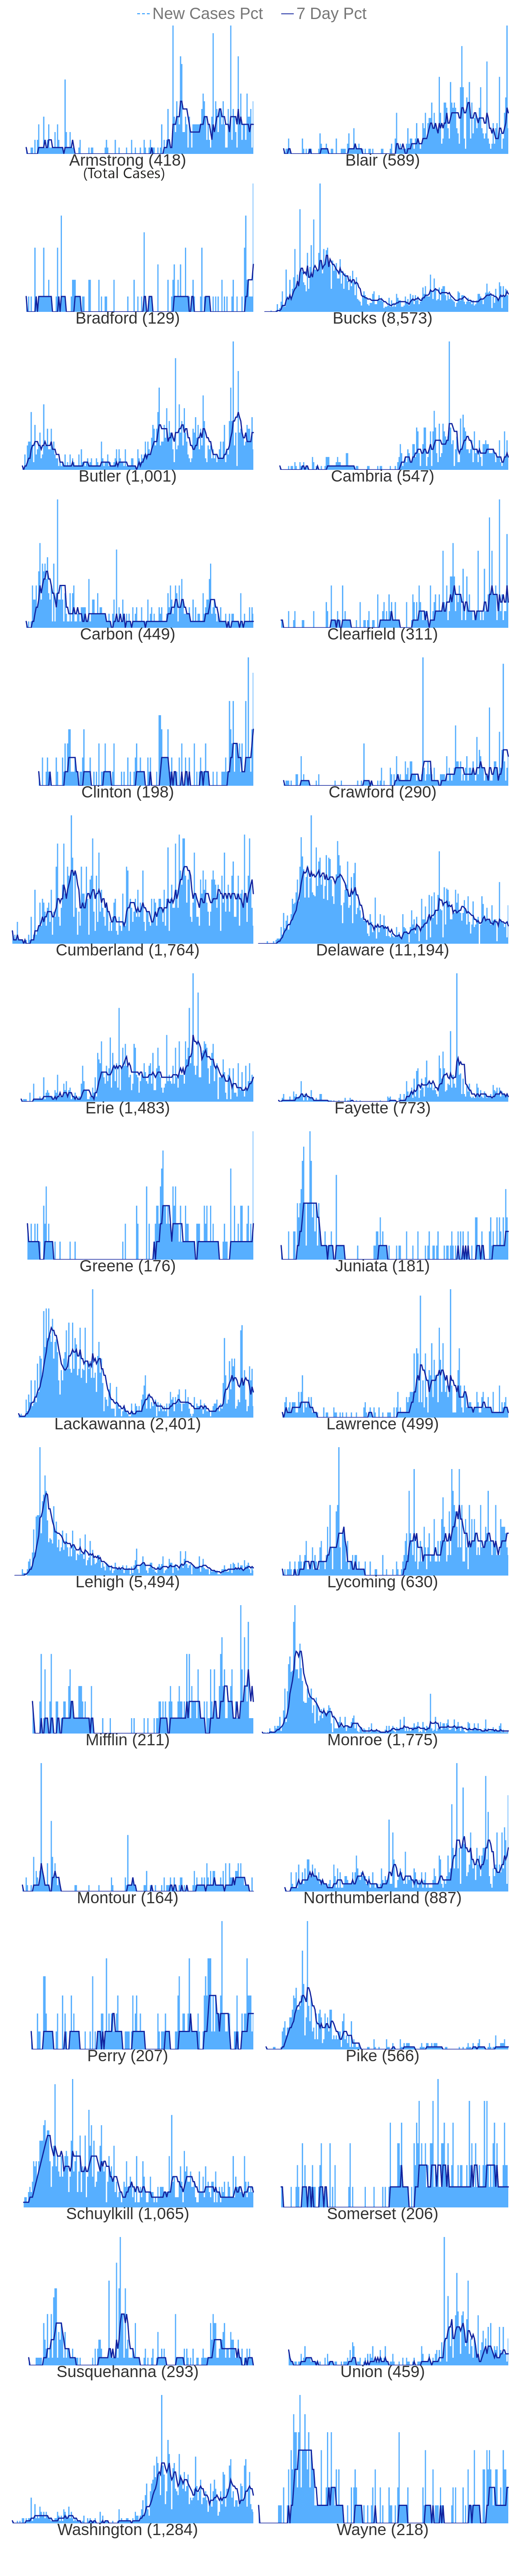 New Cases Pct 7 Day Pct
Armstrong (418) Blair (589)
(Total Cases)
Bradford (129) Bucks (8,573)
Butler (1,001) Cambria (547)
Carbon (449) Clearfield (311)
Clinton (198) Crawford (290)
Cumberland (1,764) Delaware (11,194)
Erie (1,483) Fayette (773)
Greene (176) Juniata (181)
Lackawanna (2,401) Lawrence (499)
Lehigh (5,494) Lycoming (630)
Mifflin (211) Monroe (1,775)
Montour (164) Northumberland (887)
Perry (207) Pike (566)
Schuylkill (1,065) Somerset (206)
Susquehanna (293) Union (459)
Washington (1,284) Wayne (218)